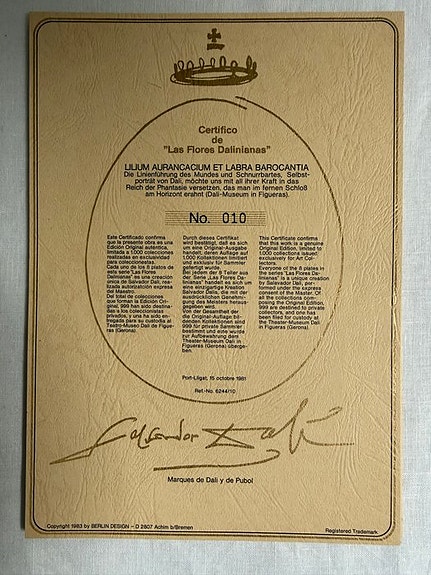 Certifico
de
"Las Flores Dalinianas"
LILIUM AURANCACIUM ET LABRA BAROCANTIA
Die Linienführung des Mundes und Schnurrbartes, Selbst-
porträt von Dali, möchte uns mit all ihrer Kraft in das
Reich der Phantasie versetzen, das man im fernen Schloß
am Horizont erahnt (Dali-Museum in Figueras).
No. 010
Este Certificado confirma
que la presente obra es una
Edición Original auténtica,
limitada a 1.000 colecciones
realizadas en exclusividad
para coleccionistas.
Cada uno de los 8 platos de
esta serie "Las Flores
Dalinianas" es una creación
única de Salvador Dalí, rea-
lizada autorización expresa
del Maestro.
Del total de colecciones
que forman la Edición Ori-
ginal, 999 han sido destina-
das a los coleccionistas
privados, y una ha sido en-
tregada para su custodia al
Teatro-Museo Dalí de Figue-
ras (Gerona).
Durch dieses Certifikat
wird bestätigt, daß es sich
um eine Original-Ausgabe
handelt, deren Auflage auf
1.000 Kollektionen limitiert
und exklusiv für Sammler
gefertigt wurde.
Bei jedem der 8 Teller aus
der Serie „Las Flores Da-
linianas" handelt es sich um
eine einzigartige Kreation
Salvador Dalis, die mit der
ausdrücklichen Genehmi-
gung des Meisters heraus-
gegeben wird.
Von der Gesamtheit der
die Original-Auflage bil-
denden Kollektionen sind
999 für private Sammler
bestimmt und eine wurde
zur Aufbewahrung dem
Theater-Museum Dali in
Figueras (Gerona) überge-
ben.
This Certificate confirms
that this work is a genuine
Original Edition, limited to
1,000 collections issued
exclusively for Art Col-
lectors.
Everyone of the 8 plates in
the series "Las Flores Da-
linianas" is a unique creation
by Salvador Dali, per-
formed under the express
consent of the Master. Of
all the collections com-
posing the Original Edition,
999 are destined to private
collectors, and one has
been filed for custody at
the Theater-Museum Dali
in Figueras (Gerona).
Port-Lligat, 15 octobre 1981
Ref.-No. 6244/10
Salvador Dalí
Marques de Dali y de Pubol
Copyright 1983 by BERLIN DESIGN – D 2807 Achim b/Bremen
Registered Trademark